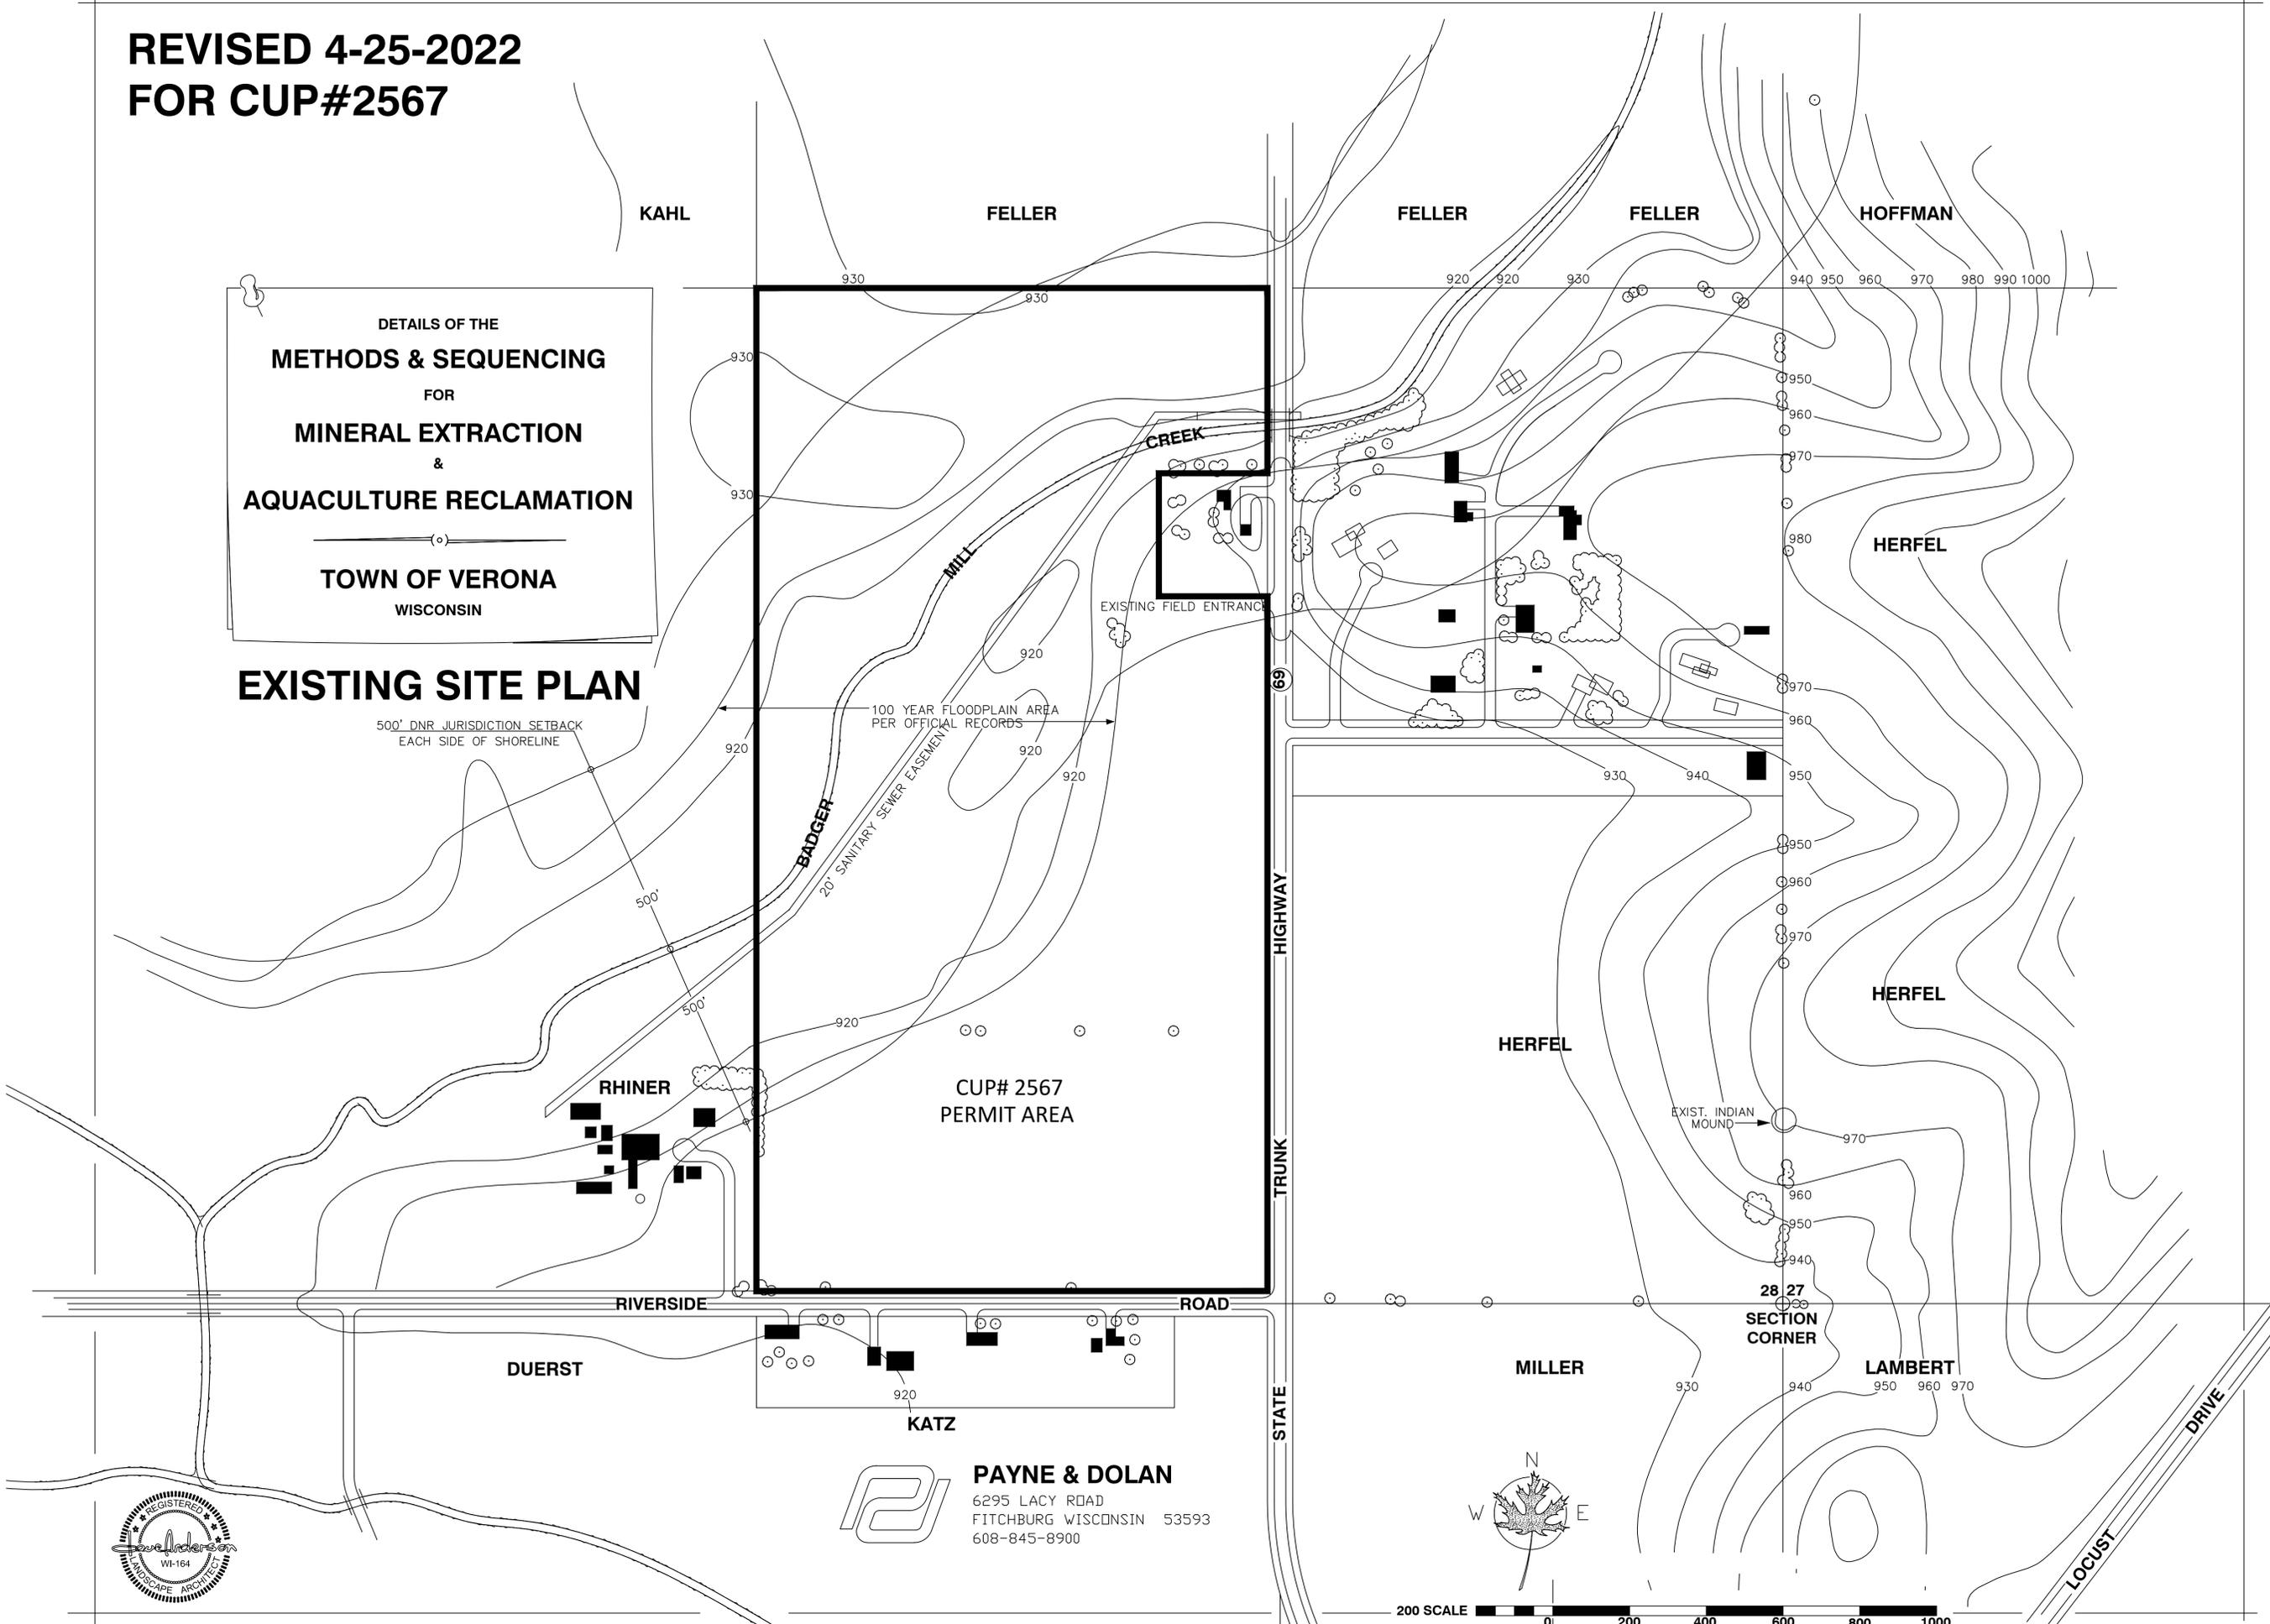 REVISED 4-25-2022
FOR CUP#2567
KAHL
FELLER
FELLER
FELLER
HOFFMAN
930
930
920
920
930
940
950
960
970
980
990
1000
DETAILS OF THE
METHODS & SEQUENCING
FOR
MINERAL EXTRACTION
&
AQUACULTURE RECLAMATION
TOWN OF VERONA
WISCONSIN
EXISTING SITE PLAN
500' DNR JURISDICTION SETBACK
EACH SIDE OF SHORELINE
930
930
920
950
960
970
980
HERFEL
BADGER
MILL
CREEK
EXISTING FIELD ENTRANCE
920
100 YEAR FLOODPLAIN AREA
PER OFFICIAL RECORDS
920
920
20' SANITARY SEWER EASEMENT
69
970
960
930
940
950
950
960
970
500'
500'
920
HERFEL
HERFEL
RHINER
CUP# 2567
PERMIT AREA
EXIST. INDIAN
MOUND
970
960
950
940
28 27
SECTION
CORNER
RIVERSIDE
ROAD
STATE
TRUNK
HIGHWAY
DUERST
920
KATZ
MILLER
LAMBERT
930
940
950
960
970
LOCUST
DRIVE
PAYNE & DOLAN
6295 LACY ROAD
FITCHBURG WISCONSIN 53593
608-845-8900
N
W
E
REGISTERED
Dave Anderson
WI-164
LANDSCAPE ARCHITECT
200 SCALE
0
200
400
600
800
1000